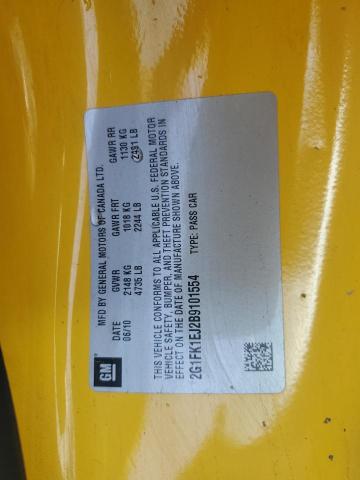 GM
MFD BY GENERAL MOTORS OF CANADA LTD.
DATE GVWR GAWR FRT GAWR RR
06/10 2148 KG 1018 KG 1130 KG
4735 LB 2244 LB 2491 LB
THIS VEHICLE CONFORMS TO ALL APPLICABLE U.S. FEDERAL MOTOR
VEHICLE SAFETY, BUMPER, AND THEFT PREVENTION STANDARDS IN
EFFECT ON THE DATE OF MANUFACTURE SHOWN ABOVE.
2G1FK1EJ2B9101554 TYPE: PASS CAR